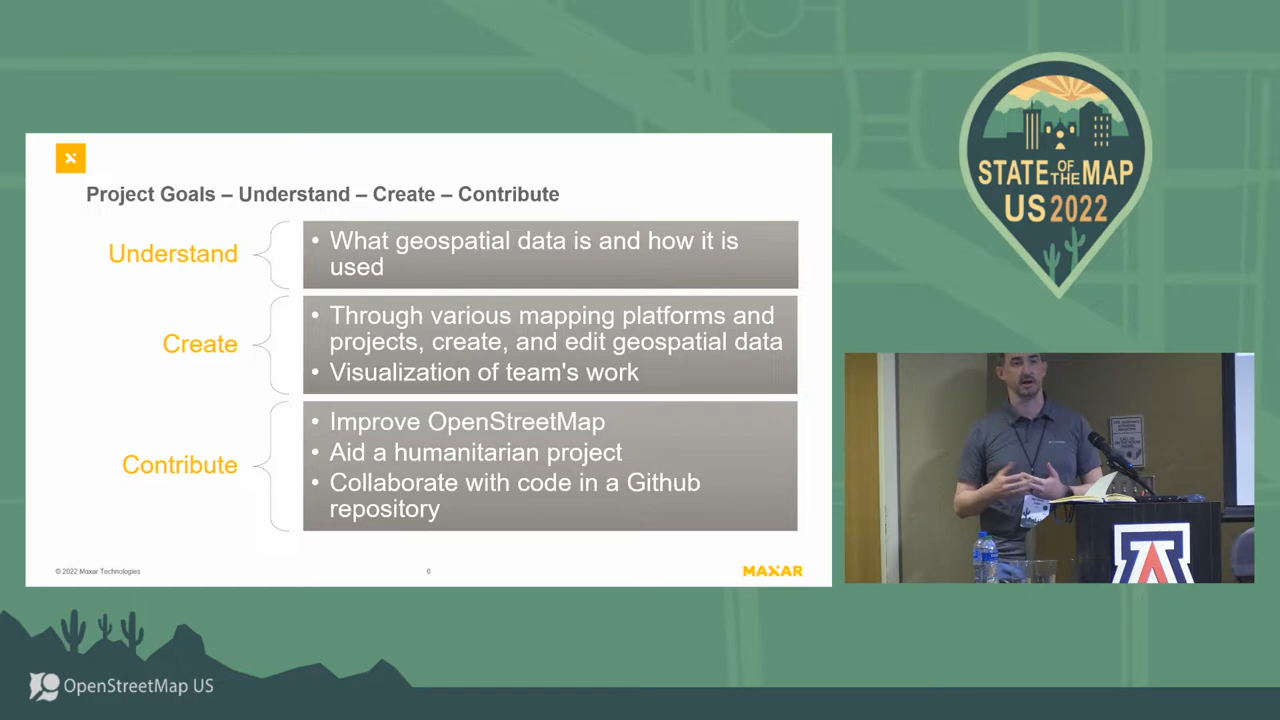 Project Goals – Understand – Create – Contribute
Understand
• What geospatial data is and how it is
used
Create
• Through various mapping platforms and
projects, create, and edit geospatial data
• Visualization of team's work
Contribute
• Improve OpenStreetMap
• Aid a humanitarian project
• Collaborate with code in a Github
repository
© 2022 Maxar Technologies
6
MAXAR
STATE OF THE MAP
US 2022
A
OpenStreetMap US